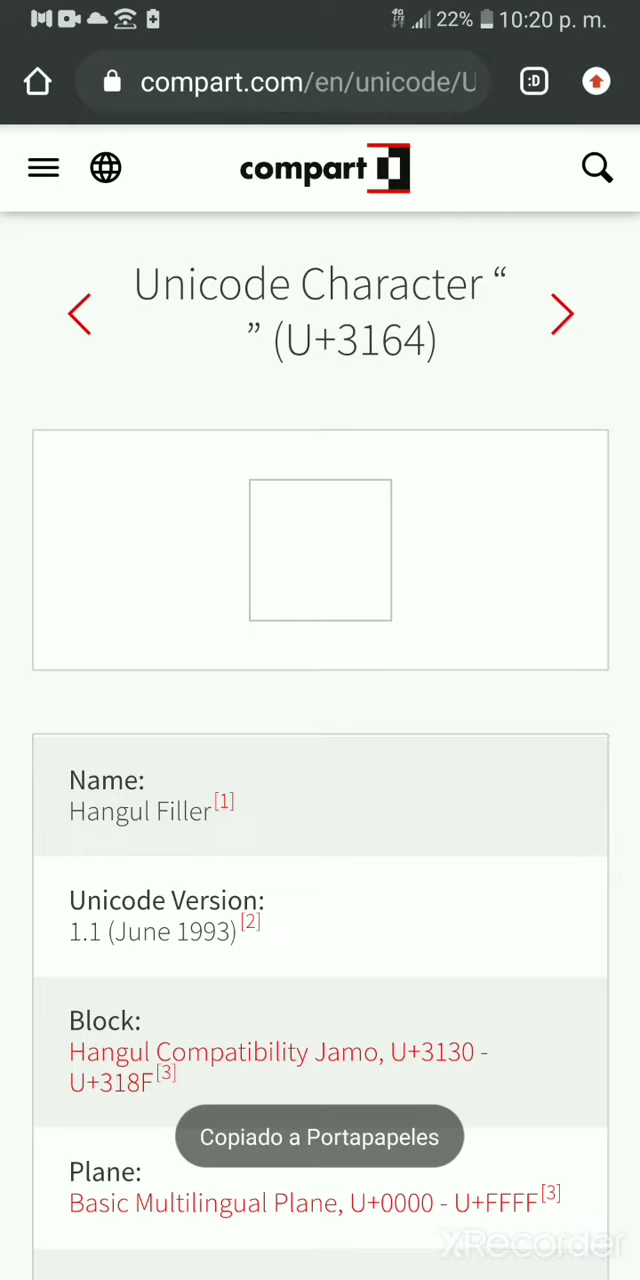 4G
LTE
22%
10:20 p. m.
compart.com/en/unicode/U
:D
compart
Unicode Character “
” (U+3164)
Name:
Hangul Filler[1]
Unicode Version:
1.1 (June 1993)[2]
Block:
Hangul Compatibility Jamo, U+3130 -
U+318F[3]
Copiado a Portapapeles
Plane:
Basic Multilingual Plane, U+0000 - U+FFFF[3]
XRecorder